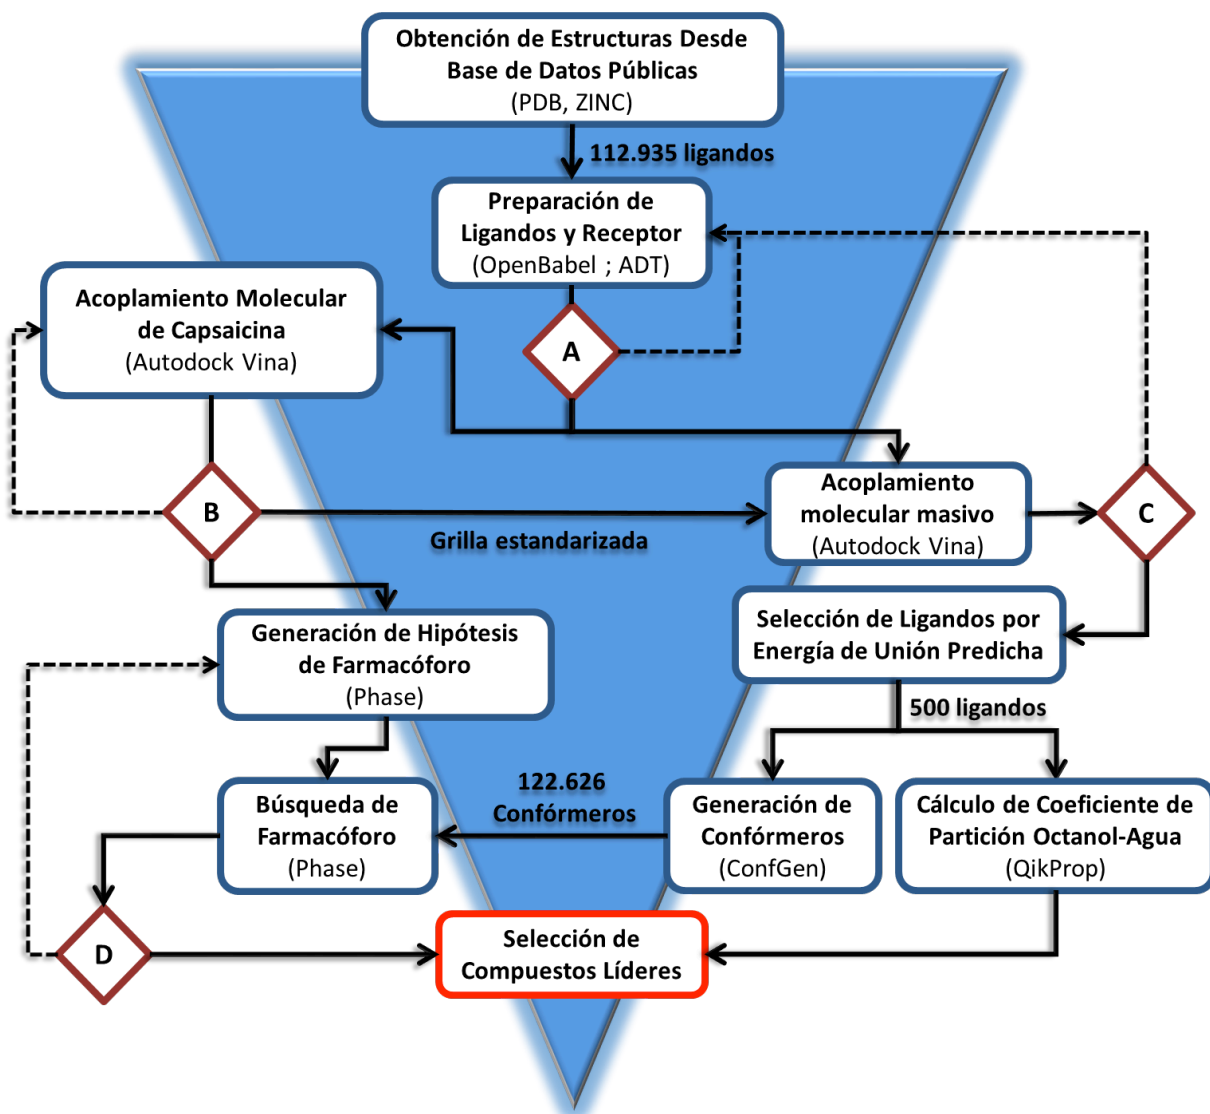 Obtención de Estructuras Desde
Base de Datos Públicas
(PDB, ZINC)
112.935 ligandos
Preparación de
Ligandos y Receptor
(OpenBabel ; ADT)
Acoplamiento Molecular
de Capsaicina
(Autodock Vina)
A
B
Grilla estandarizada
Acoplamiento
molecular masivo
(Autodock Vina)
C
Generación de Hipótesis
de Farmacóforo
(Phase)
Selección de Ligandos por
Energía de Unión Predicha
500 ligandos
Búsqueda de
Farmacóforo
(Phase)
122.626
Confórmeros
Generación de
Confórmeros
(ConfGen)
Cálculo de Coeficiente de
Partición Octanol-Agua
(QikProp)
D
Selección de
Compuestos Líderes